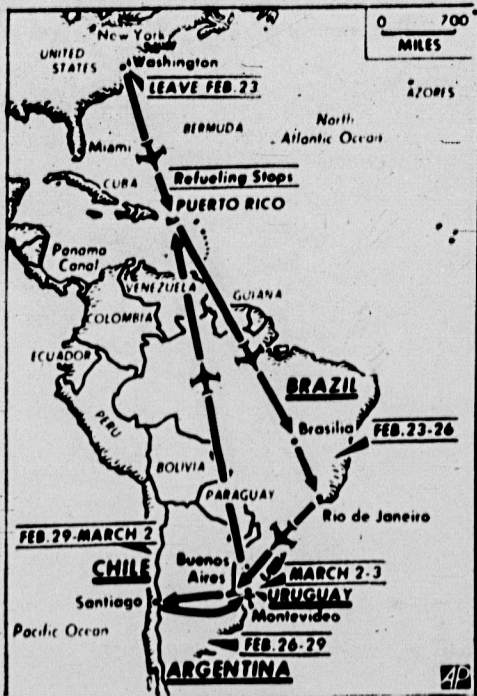 New York
0 700
MILES
UNITED
STATES
Washington
LEAVE FEB.23
AZORES
BERMUDA
North
Atlantic Ocean
Miami
CUBA
Refueling Stops
PUERTO RICO
Panama
Canal
VENEZUELA
GUIANA
COLOMBIA
ECUADOR
BRAZIL
PERU
Brasilia
FEB.23-26
BOLIVIA
PARAGUAY
Rio de Janeiro
FEB.29-MARCH 2
CHILE
Buenos
Aires
MARCH 2-3
URUGUAY
Santiago
Montevideo
Pacific Ocean
FEB.26-29
ARGENTINA
AP